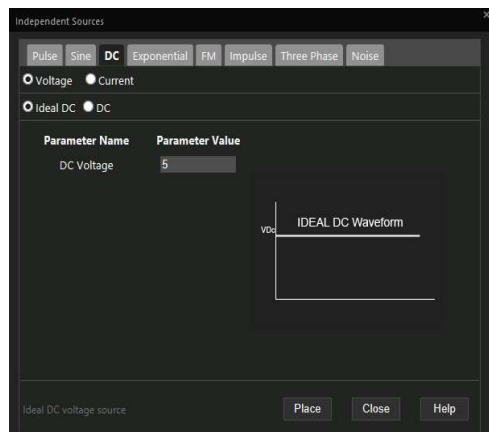 Independent Sources
Pulse Sine DC Exponential FM Impulse Three Phase Noise
Voltage Current
Ideal DC DC
Parameter Name Parameter Value
DC Voltage 5
IDEAL DC Waveform
VDc
Ideal DC voltage source Place Close Help